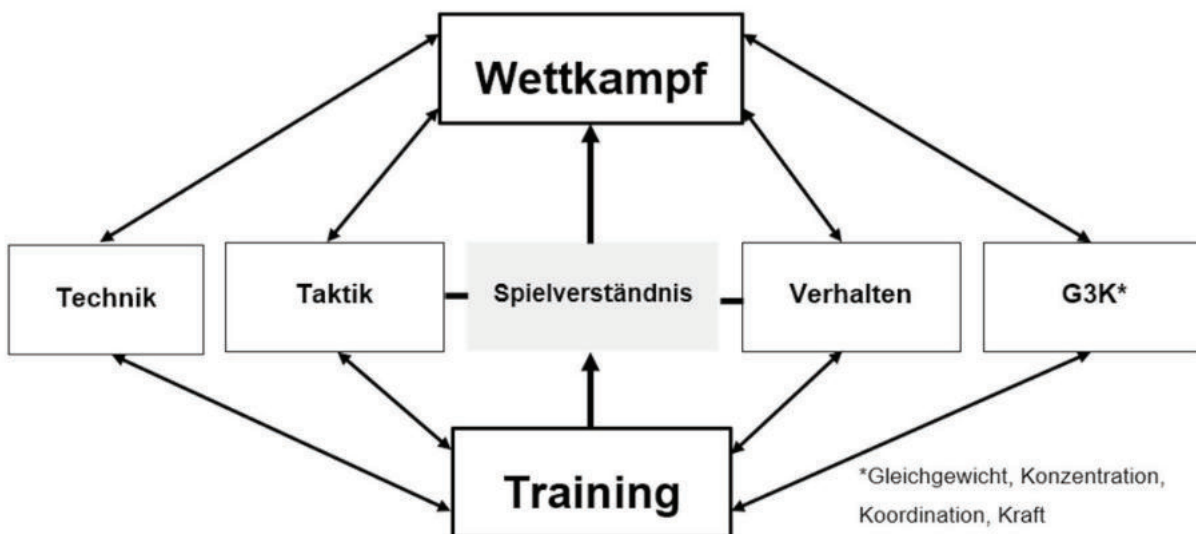 Wettkampf
Technik
Taktik
Spielverständnis
Verhalten
G3K*
Training
*Gleichgewicht, Konzentration,
Koordination, Kraft